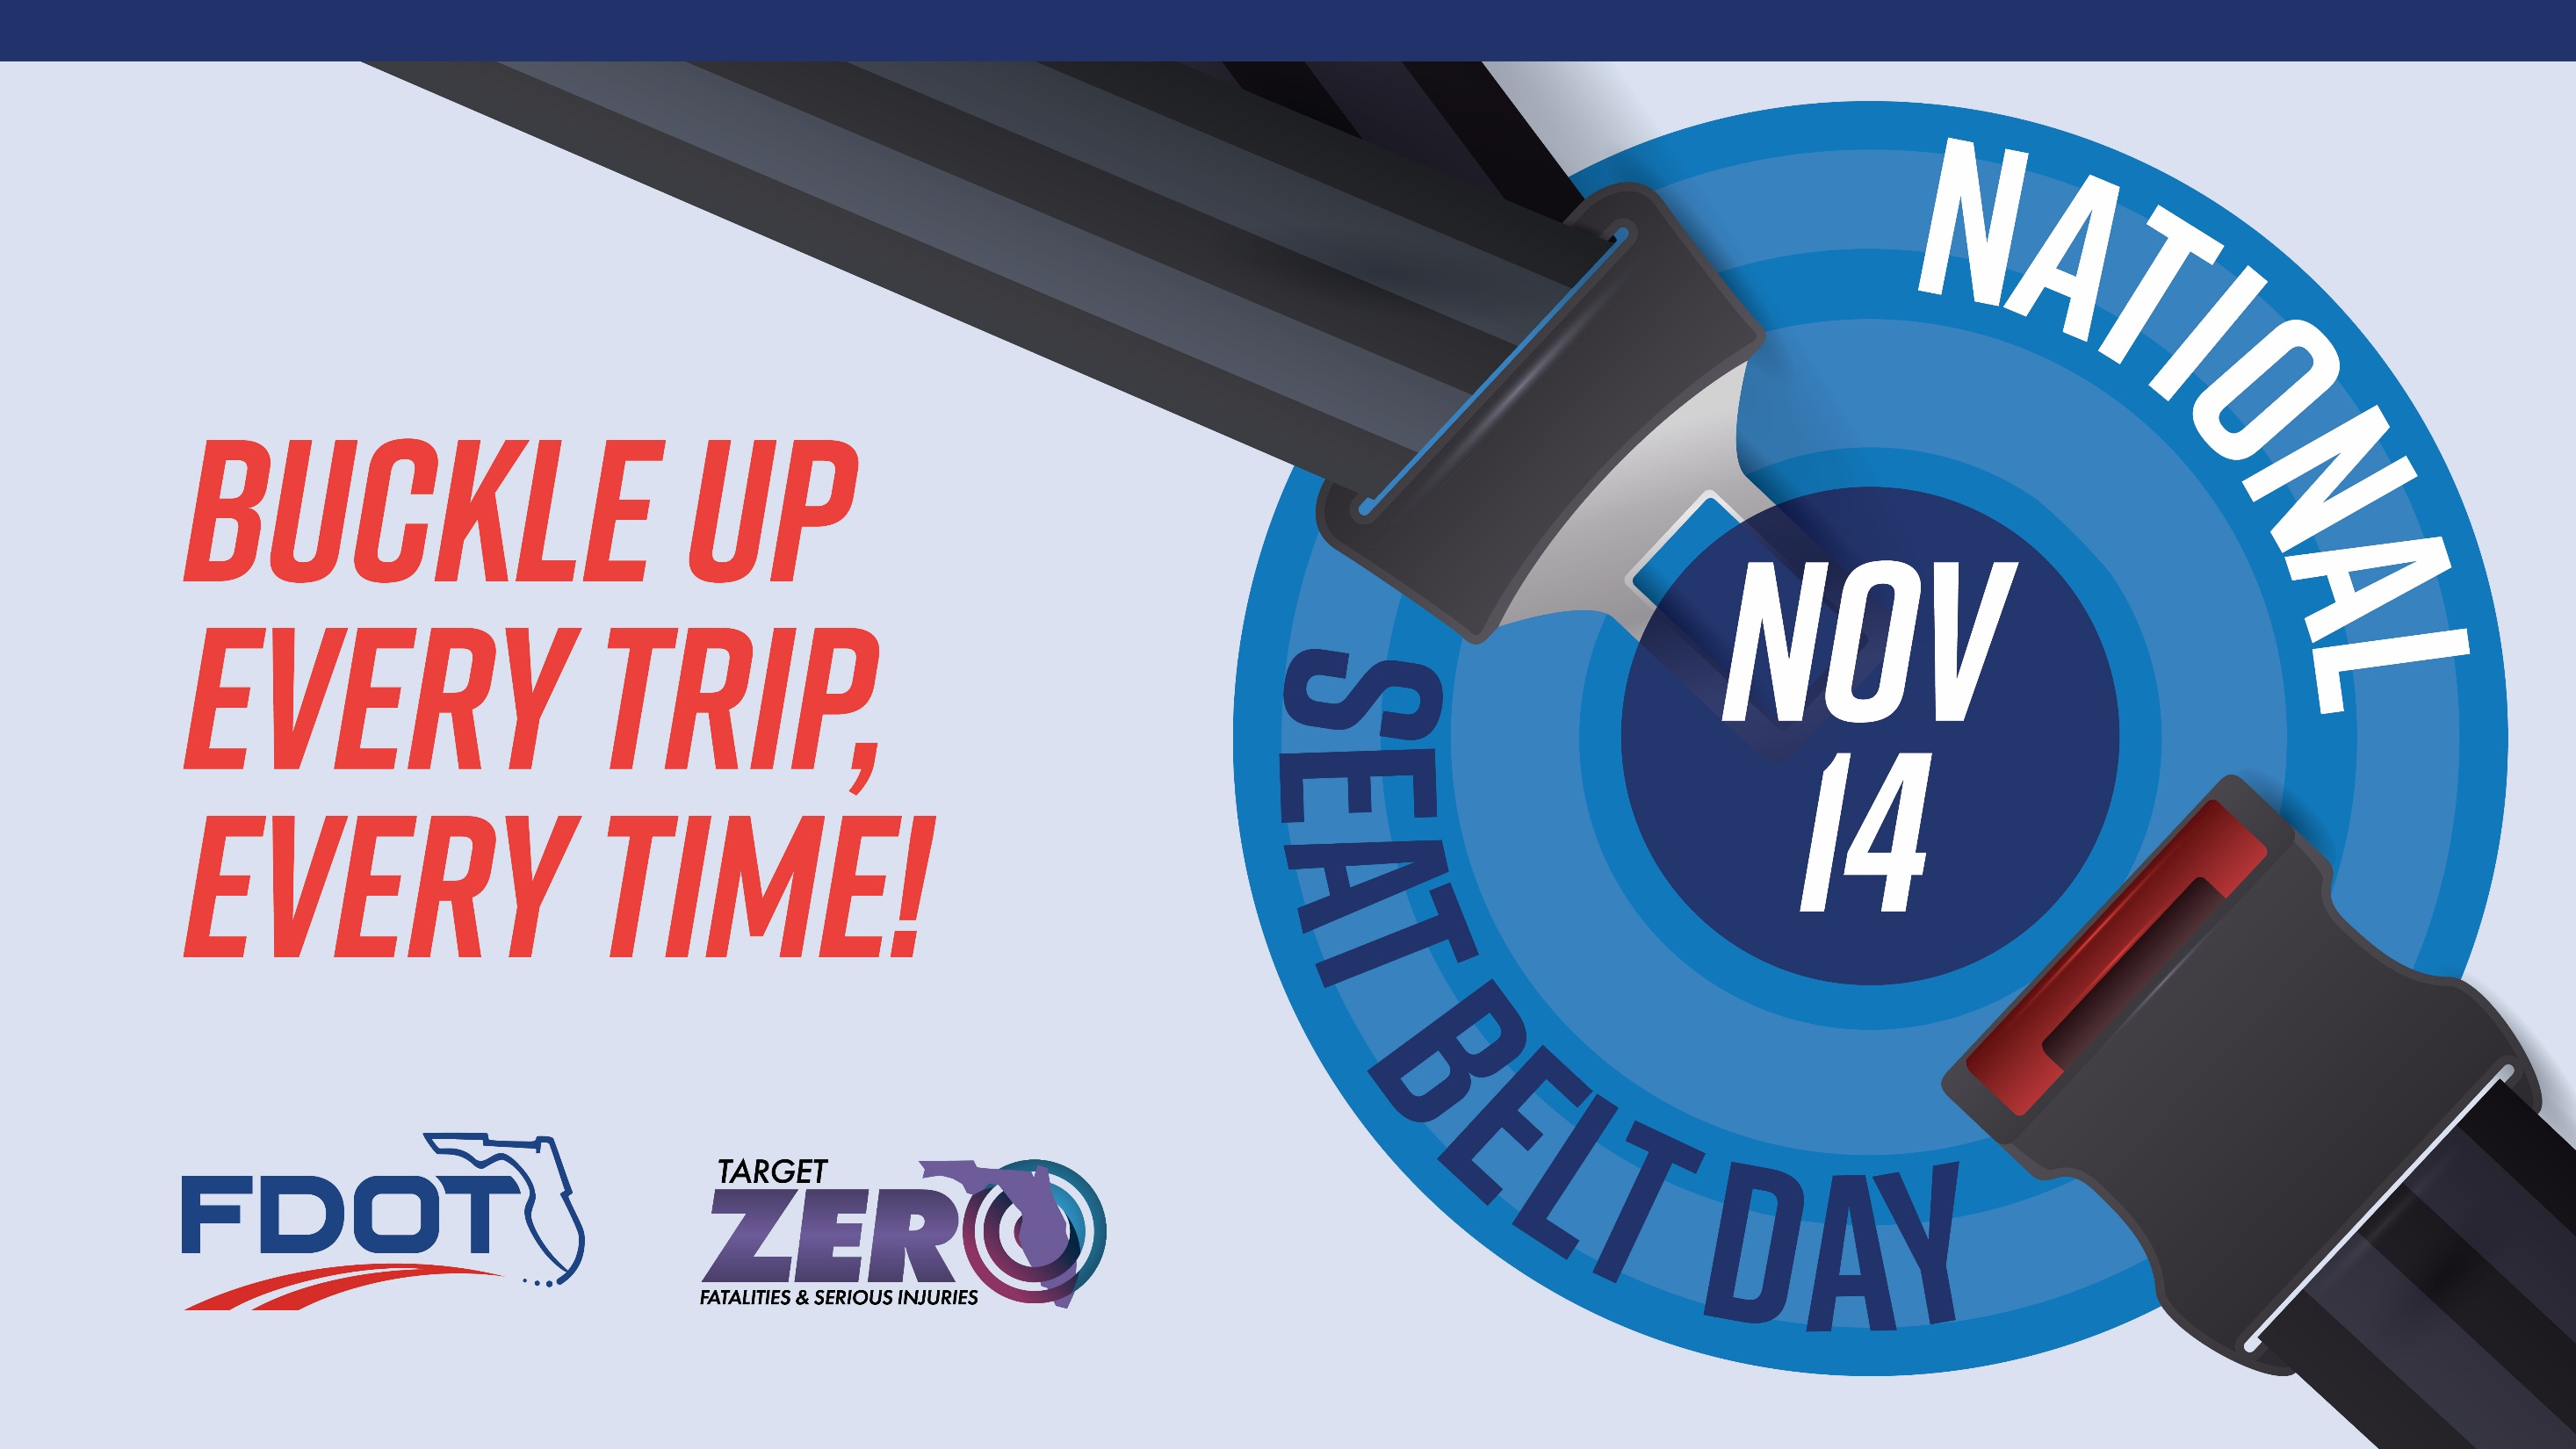 BUCKLE UP
EVERY TRIP,
EVERY TIME!
FDOT
TARGET
ZERO
FATALITIES & SERIOUS INJURIES
NATIONAL
SEAT BELT DAY
NOV
14